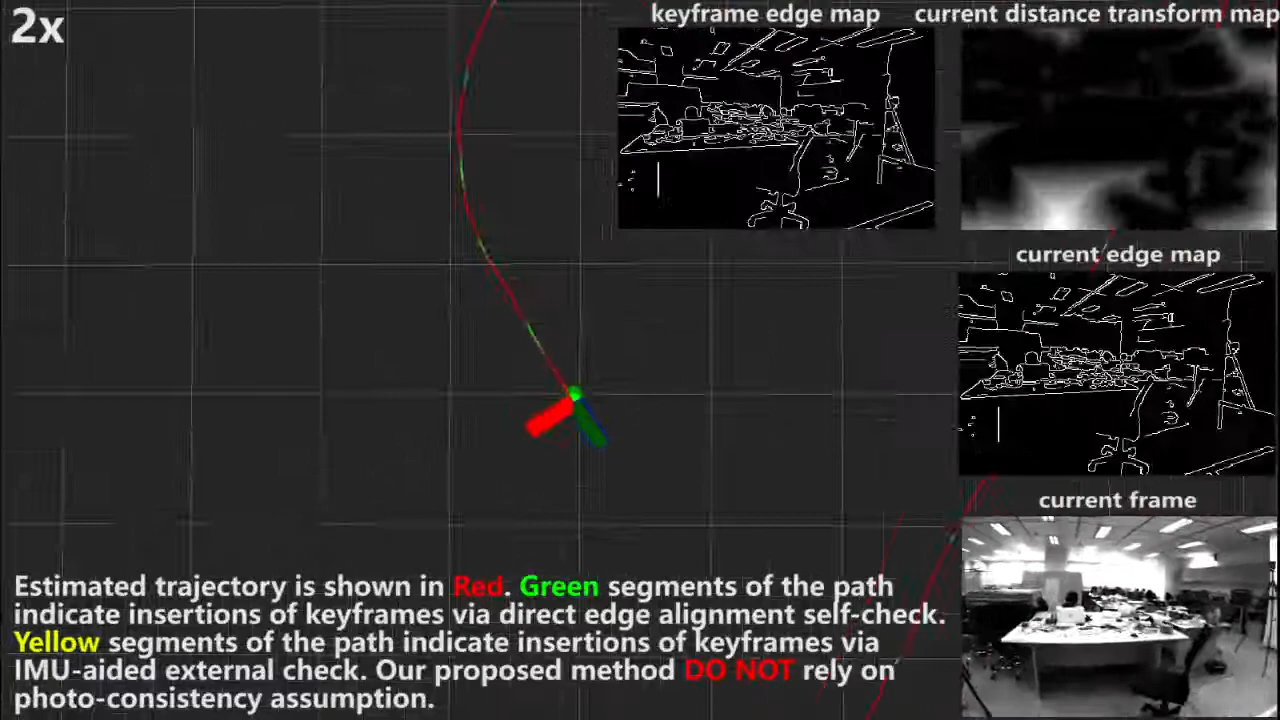 2x
keyframe edge map
current distance transform map
current edge map
current frame
Estimated trajectory is shown in Red. Green segments of the path
indicate insertions of keyframes via direct edge alignment self-check.
Yellow segments of the path indicate insertions of keyframes via
IMU-aided external check. Our proposed method DO NOT rely on
photo-consistency assumption.